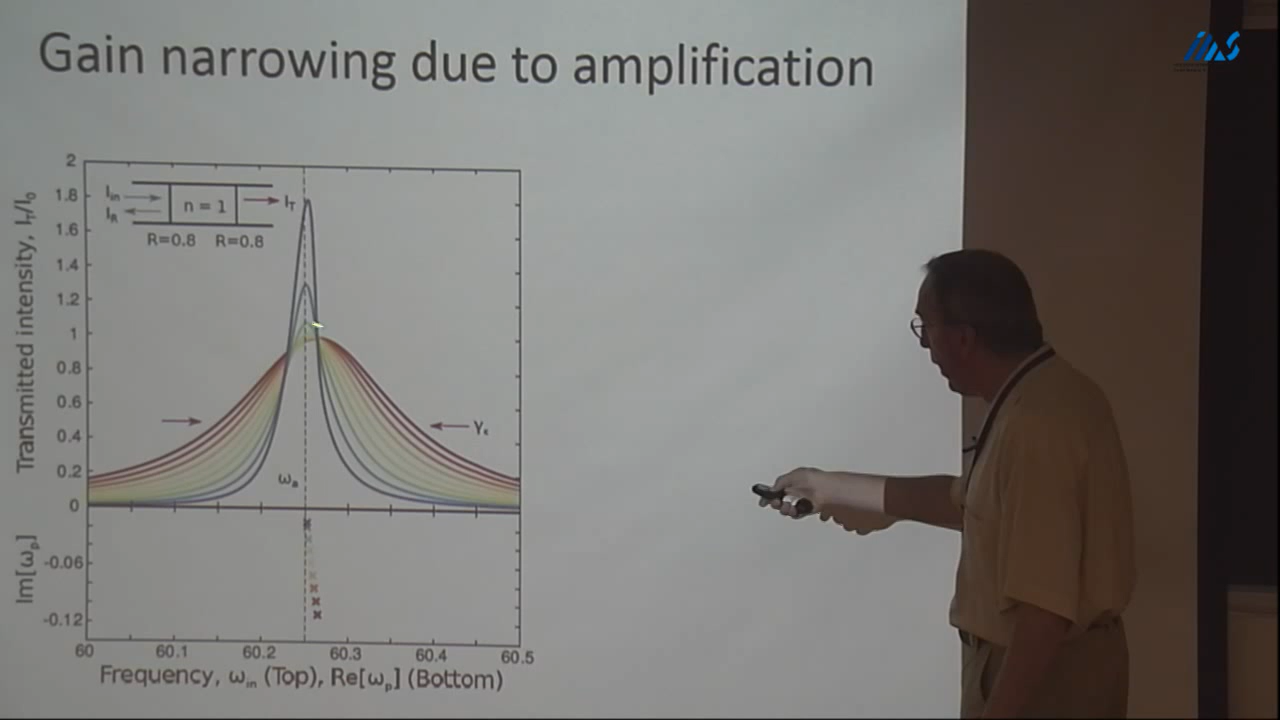 Gain narrowing due to amplification
IMS
Transmitted intensity, I_T/I_0
2
1.8
1.6
1.4
1.2
1
0.8
0.6
0.4
0.2
0
I_in
I_R
n = 1
I_T
R=0.8 R=0.8
γ_c
ω_a
Im[ω_p]
-0.06
-0.12
60 60.1 60.2 60.3 60.4 60.5
Frequency, ω_in (Top), Re[ω_p] (Bottom)